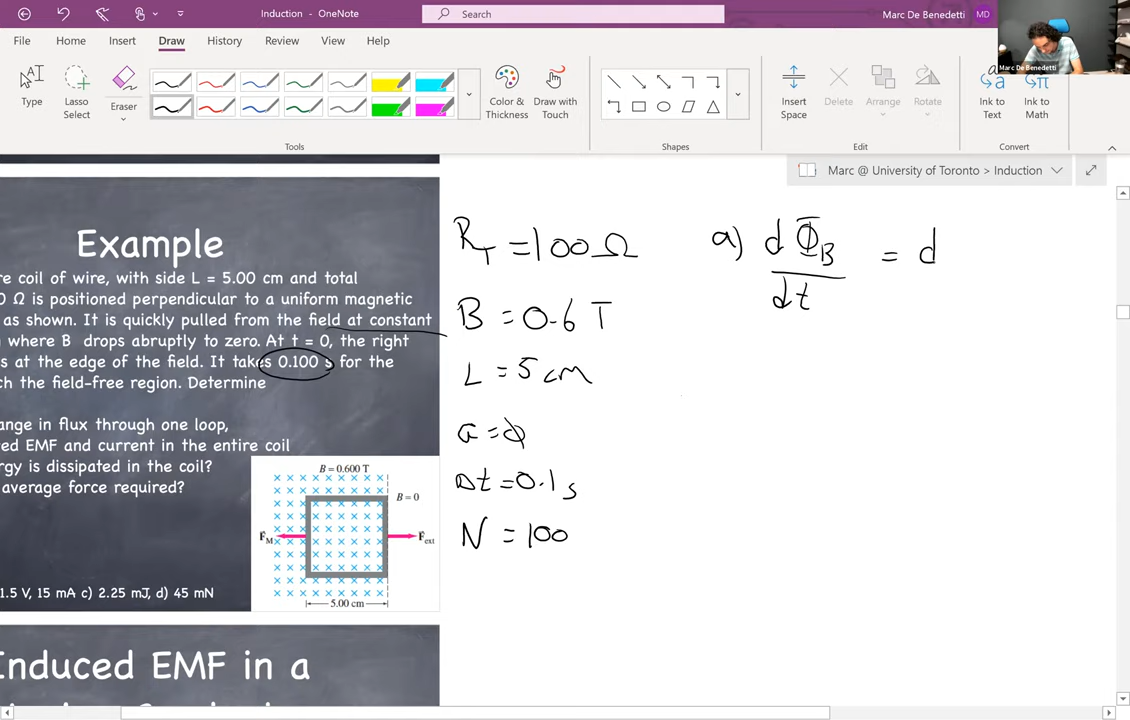 Induction - OneNote
Search
Marc De Benedetti MD
File Home Insert Draw History Review View Help
Marc De Benedetti
Type
Lasso Select
Eraser
Color & Thickness
Draw with Touch
Insert Space
Delete
Arrange
Rotate
Ink to Text
Ink to Math
Tools
Shapes
Edit
Convert
Marc @ University of Toronto > Induction
Example
re coil of wire, with side L = 5.00 cm and total
0 Ω is positioned perpendicular to a uniform magnetic
as shown. It is quickly pulled from the field at constant
where B drops abruptly to zero. At t = 0, the right
s at the edge of the field. It takes 0.100 s for the
ch the field-free region. Determine
ange in flux through one loop,
ed EMF and current in the entire coil
rgy is dissipated in the coil?
average force required?
B = 0.600 T
B = 0
F⃗M
F⃗ext
5.00 cm
1.5 V, 15 mA c) 2.25 mJ, d) 45 mN
Induced EMF in a
R_T = 100 Ω
B = 0.6 T
L = 5 cm
a = 0
Δt = 0.1 s
N = 100
a) dΦ_B/dt = d